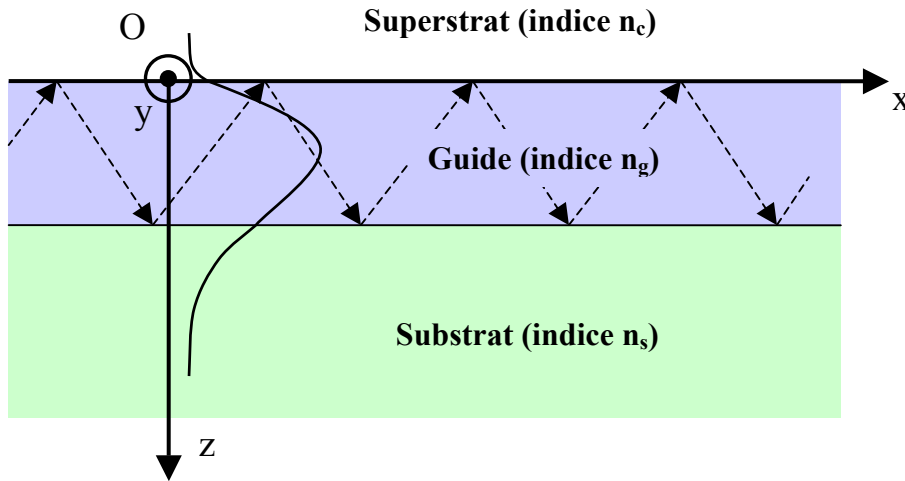 O
Superstrat (indice n_c)
y
x
Guide (indice n_g)
Substrat (indice n_s)
z